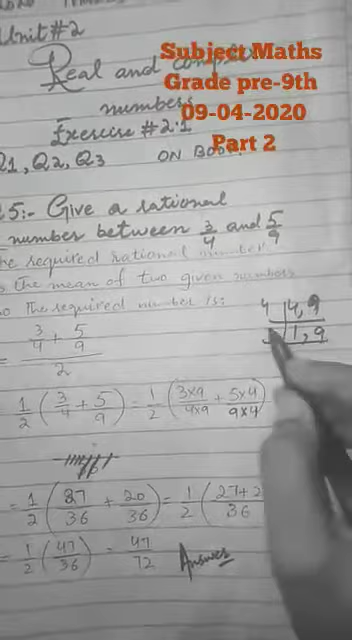 Unit #2
Subject Maths
Grade pre-9th
09-04-2020
Part 2
Real and complex
numbers
Exercise #2.1
Q1, Q2, Q3 ON BOOK.
5:- Give a rational
number between 3/4 and 5/9
the required rational number
is the mean of two given numbers
so the required number is:
= (3/4 + 5/9) / 2
4 | 4, 9
1, 9
1/2 (3/4 + 5/9) = 1/2 (3×9/4×9 + 5×4/9×4)
= 1/2 (27/36 + 20/36) = 1/2 (27+2 /36
= 1/2 (47/36) = 47/72 Answer